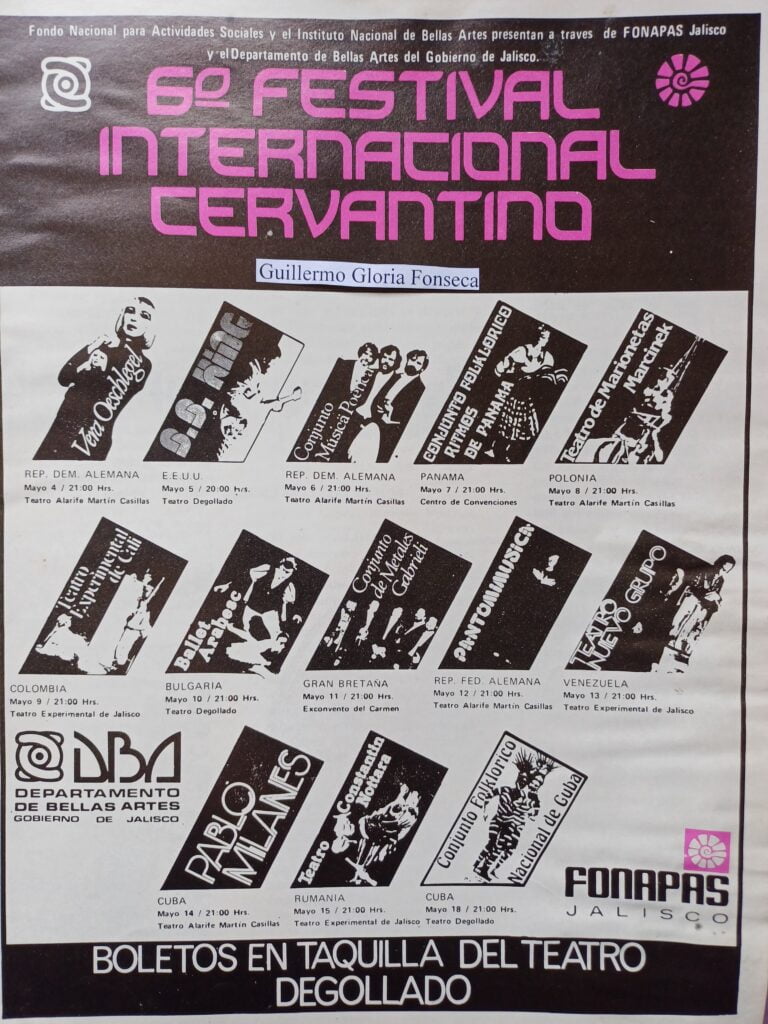 Fondo Nacional para Actividades Sociales y el Instituto Nacional de Bellas Artes presentan a traves de FONAPAS Jalisco
y el Departamento de Bellas Artes del Gobierno de Jalisco.
6º FESTIVAL
INTERNACIONAL
CERVANTINO
Guillermo Gloria Fonseca
Vera Oeschlegel
REP. DEM. ALEMANA
Mayo 4 / 21:00 Hrs.
Teatro Alarife Martín Casillas
B.B. KING
E.E.U.U.
Mayo 5 / 20:00 hrs.
Teatro Degollado
Conjunto
Música Poética
REP. DEM. ALEMANA
Mayo 6 / 21:00 Hrs.
Teatro Alarife Martín Casillas
CONJUNTO FOLKLORICO
RITMOS
DE PANAMA
PANAMA
Mayo 7 / 21:00 Hrs.
Centro de Convenciones
Teatro de Marionetas
Marcinek
POLONIA
Mayo 8 / 21:00 Hrs.
Teatro Alarife Martín Casillas
Teatro
Experimental
de Cali
COLOMBIA
Mayo 9 / 21:00 Hrs.
Teatro Experimental de Jalisco
Ballet
Arabesc
BULGARIA
Mayo 10 / 21:00 Hrs.
Teatro Degollado
Conjunto
de Metales
Gabrieli
GRAN BRETAÑA
Mayo 11 / 21:00 Hrs.
Exconvento del Carmen
PANTOMIMUSICA
REP. FED. ALEMANA
Mayo 12 / 21:00 Hrs.
Teatro Alarife Martín Casillas
TEATRO
NUEVO GRUPO
VENEZUELA
Mayo 13 / 21:00 Hrs.
Teatro Experimental de Jalisco
DBA
DEPARTAMENTO
DE BELLAS ARTES
GOBIERNO DE JALISCO
PABLO
MILANES
CUBA
Mayo 14 / 21:00 Hrs.
Teatro Alarife Martín Casillas
Teatro
Constantin
Nottara
RUMANIA
Mayo 15 / 21:00 Hrs.
Teatro Experimental de Jalisco
Conjunto Folklorico
Nacional de Cuba
CUBA
Mayo 18 / 21:00 Hrs.
Teatro Degollado
FONAPAS
JALISCO
BOLETOS EN TAQUILLA DEL TEATRO
DEGOLLADO